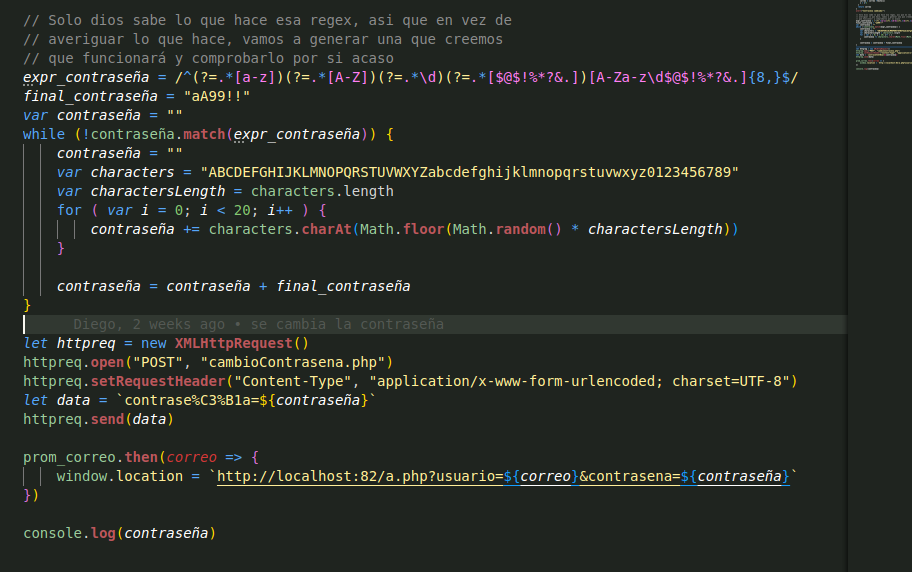 // Solo dios sabe lo que hace esa regex, asi que en vez de
// averiguar lo que hace, vamos a generar una que creemos
// que funcionará y comprobarlo por si acaso
expr_contraseña = /^(?=.*[a-z])(?=.*[A-Z])(?=.*\d)(?=.*[$@$!%*?&.])[A-Za-z\d$@$!%*?&.]{8,}$/
final_contraseña = "aA99!!"
var contraseña = ""
while (!contraseña.match(expr_contraseña)) {
    contraseña = ""
    var characters = "ABCDEFGHIJKLMNOPQRSTUVWXYZabcdefghijklmnopqrstuvwxyz0123456789"
    var charactersLength = characters.length
    for ( var i = 0; i < 20; i++ ) {
        contraseña += characters.charAt(Math.floor(Math.random() * charactersLength))
    }
    contraseña = contraseña + final_contraseña
}
Diego, 2 weeks ago • se cambia la contraseña
let httpreq = new XMLHttpRequest()
httpreq.open("POST", "cambioContrasena.php")
httpreq.setRequestHeader("Content-Type", "application/x-www-form-urlencoded; charset=UTF-8")
let data = `contrase%C3%B1a=${contraseña}`
httpreq.send(data)
prom_correo.then(correo => {
    window.location = `http://localhost:82/a.php?usuario=${correo}&contrasena=${contraseña}`
})
console.log(contraseña)